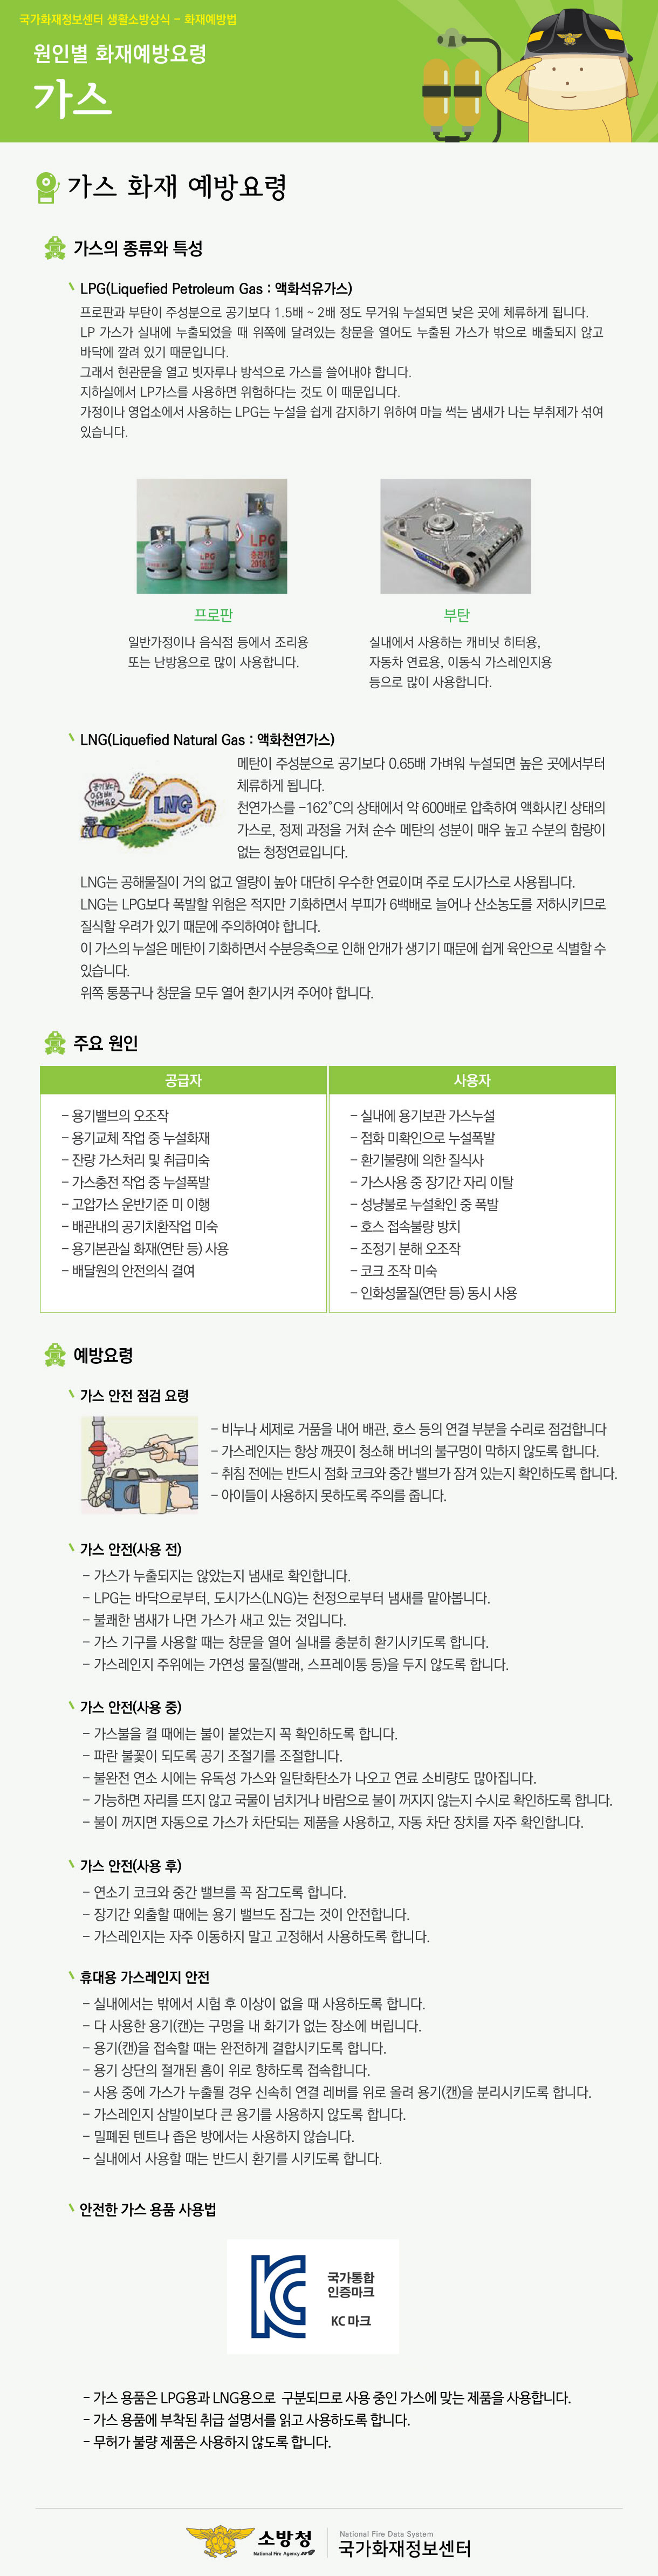 국가화재정보센터 생활소방상식 - 화재예방법
원인별 화재예방요령
가스
가스 화재 예방요령
가스의 종류와 특성
LPG(Liquefied Petroleum Gas : 액화석유가스)
프로판과 부탄이 주성분으로 공기보다 1.5배 ~ 2배 정도 무거워 누설되면 낮은 곳에 체류하게 됩니다.
LP 가스가 실내에 누출되었을 때 위쪽에 달려있는 창문을 열어도 누출된 가스가 밖으로 배출되지 않고
바닥에 깔려 있기 때문입니다.
그래서 현관문을 열고 빗자루나 방석으로 가스를 쓸어내야 합니다.
지하실에서 LP가스를 사용하면 위험하다는 것도 이 때문입니다.
가정이나 영업소에서 사용하는 LPG는 누설을 쉽게 감지하기 위하여 마늘 썩는 냄새가 나는 부취제가 섞여
있습니다.
LPG
LPG
충전기한
2018.
프로판
일반가정이나 음식점 등에서 조리용
또는 난방용으로 많이 사용합니다.
부탄
실내에서 사용하는 캐비닛 히터용,
자동차 연료용, 이동식 가스레인지용
등으로 많이 사용합니다.
LNG(Liquefied Natural Gas : 액화천연가스)
공기보다
0.65배
가벼워요
LNG
메탄이 주성분으로 공기보다 0.65배 가벼워 누설되면 높은 곳에서부터
체류하게 됩니다.
천연가스를 -162˚C의 상태에서 약 600배로 압축하여 액화시킨 상태의
가스로, 정제 과정을 거쳐 순수 메탄의 성분이 매우 높고 수분의 함량이
없는 청정연료입니다.
LNG는 공해물질이 거의 없고 열량이 높아 대단히 우수한 연료이며 주로 도시가스로 사용됩니다.
LNG는 LPG보다 폭발할 위험은 적지만 기화하면서 부피가 6백배로 늘어나 산소농도를 저하시키므로
질식할 우려가 있기 때문에 주의하여야 합니다.
이 가스의 누설은 메탄이 기화하면서 수분응축으로 인해 안개가 생기기 때문에 쉽게 육안으로 식별할 수
있습니다.
위쪽 통풍구나 창문을 모두 열어 환기시켜 주어야 합니다.
주요 원인
공급자
- 용기밸브의 오조작
- 용기교체 작업 중 누설화재
- 잔량 가스처리 및 취급미숙
- 가스충전 작업 중 누설폭발
- 고압가스 운반기준 미 이행
- 배관내의 공기치환작업 미숙
- 용기본관실 화재(연탄 등) 사용
- 배달원의 안전의식 결여
사용자
- 실내에 용기보관 가스누설
- 점화 미확인으로 누설폭발
- 환기불량에 의한 질식사
- 가스사용 중 장기간 자리 이탈
- 성냥불로 누설확인 중 폭발
- 호스 접속불량 방치
- 조정기 분해 오조작
- 코크 조작 미숙
- 인화성물질(연탄 등) 동시 사용
예방요령
가스 안전 점검 요령
- 비누나 세제로 거품을 내어 배관, 호스 등의 연결 부분을 수리로 점검합니다
- 가스레인지는 항상 깨끗이 청소해 버너의 불구멍이 막하지 않도록 합니다.
- 취침 전에는 반드시 점화 코크와 중간 밸브가 잠겨 있는지 확인하도록 합니다.
- 아이들이 사용하지 못하도록 주의를 줍니다.
가스 안전(사용 전)
- 가스가 누출되지는 않았는지 냄새로 확인합니다.
- LPG는 바닥으로부터, 도시가스(LNG)는 천정으로부터 냄새를 맡아봅니다.
- 불쾌한 냄새가 나면 가스가 새고 있는 것입니다.
- 가스 기구를 사용할 때는 창문을 열어 실내를 충분히 환기시키도록 합니다.
- 가스레인지 주위에는 가연성 물질(빨래, 스프레이통 등)을 두지 않도록 합니다.
가스 안전(사용 중)
- 가스불을 켤 때에는 불이 붙었는지 꼭 확인하도록 합니다.
- 파란 불꽃이 되도록 공기 조절기를 조절합니다.
- 불완전 연소 시에는 유독성 가스와 일탄화탄소가 나오고 연료 소비량도 많아집니다.
- 가능하면 자리를 뜨지 않고 국물이 넘치거나 바람으로 불이 꺼지지 않는지 수시로 확인하도록 합니다.
- 불이 꺼지면 자동으로 가스가 차단되는 제품을 사용하고, 자동 차단 장치를 자주 확인합니다.
가스 안전(사용 후)
- 연소기 코크와 중간 밸브를 꼭 잠그도록 합니다.
- 장기간 외출할 때에는 용기 밸브도 잠그는 것이 안전합니다.
- 가스레인지는 자주 이동하지 말고 고정해서 사용하도록 합니다.
휴대용 가스레인지 안전
- 실내에서는 밖에서 시험 후 이상이 없을 때 사용하도록 합니다.
- 다 사용한 용기(캔)는 구멍을 내 화기가 없는 장소에 버립니다.
- 용기(캔)을 접속할 때는 완전하게 결합시키도록 합니다.
- 용기 상단의 절개된 홈이 위로 향하도록 접속합니다.
- 사용 중에 가스가 누출될 경우 신속히 연결 레버를 위로 올려 용기(캔)을 분리시키도록 합니다.
- 가스레인지 삼발이보다 큰 용기를 사용하지 않도록 합니다.
- 밀폐된 텐트나 좁은 방에서는 사용하지 않습니다.
- 실내에서 사용할 때는 반드시 환기를 시키도록 합니다.
안전한 가스 용품 사용법
국가통합
인증마크
KC 마크
- 가스 용품은 LPG용과 LNG용으로 구분되므로 사용 중인 가스에 맞는 제품을 사용합니다.
- 가스 용품에 부착된 취급 설명서를 읽고 사용하도록 합니다.
- 무허가 불량 제품은 사용하지 않도록 합니다.
소방청
National Fire Agency 119
National Fire Data System
국가화재정보센터